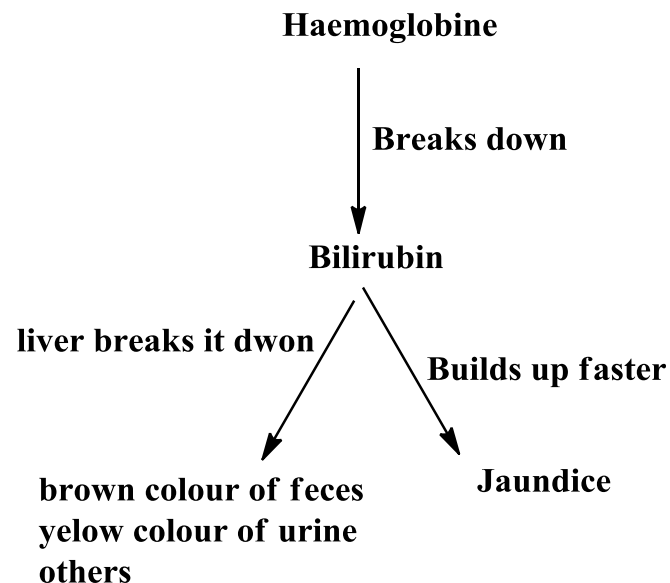 Haemoglobine
Breaks down
Bilirubin
liver breaks it dwon
Builds up faster
brown colour of feces
yelow colour of urine
others
Jaundice